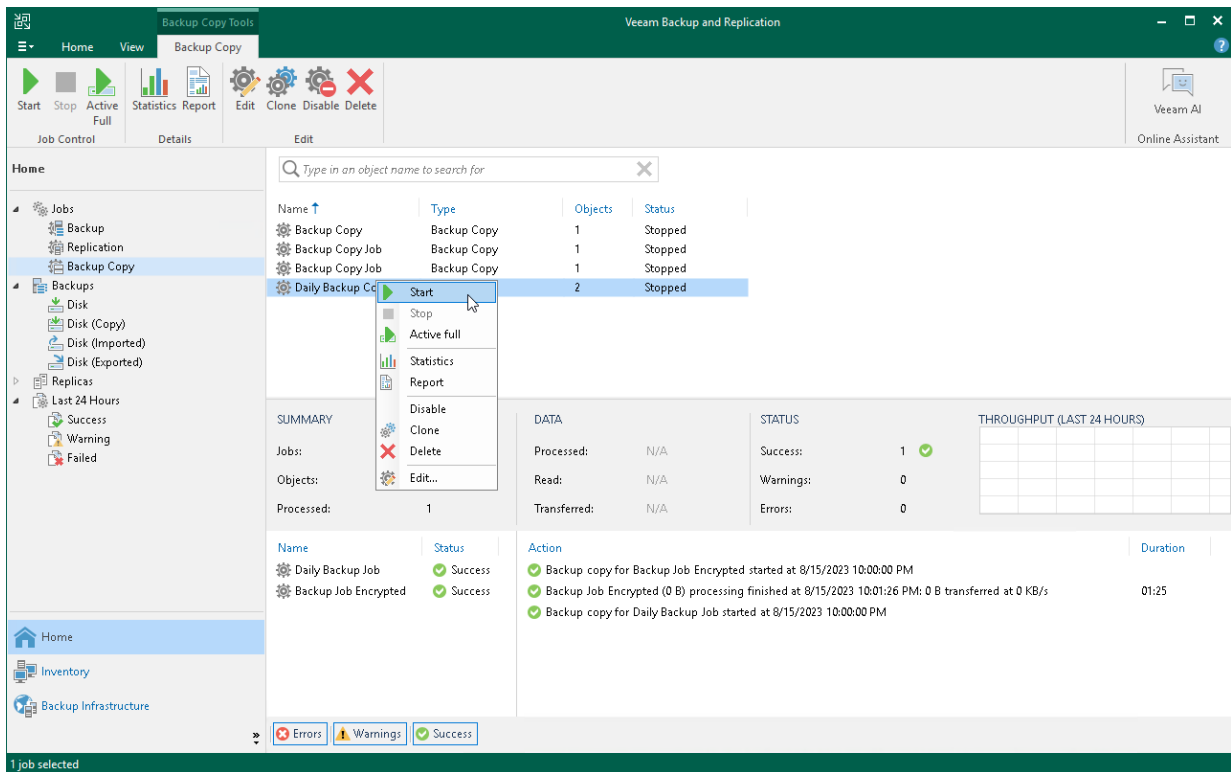 Backup Copy Tools
Veeam Backup and Replication
Home View Backup Copy
?
Start Stop Active Full Statistics Report Edit Clone Disable Delete Veeam AI
Job Control Details Edit Online Assistant
Home
Type in an object name to search for
Jobs
Backup
Replication
Backup Copy
Backups
Disk
Disk (Copy)
Disk (Imported)
Disk (Exported)
Replicas
Last 24 Hours
Success
Warning
Failed
Name Type Objects Status
Backup Copy Backup Copy 1 Stopped
Backup Copy Job Backup Copy 1 Stopped
Backup Copy Job Backup Copy 1 Stopped
Daily Backup 2 Stopped
Start
Stop
Active full
Statistics
Report
Disable
Clone
Delete
Edit...
SUMMARY DATA STATUS THROUGHPUT (LAST 24 HOURS)
Jobs: Processed: N/A Success: 1
Objects: Read: N/A Warnings: 0
Processed: 1 Transferred: N/A Errors: 0
Name Status Action Duration
Daily Backup Job Success Backup copy for Backup Job Encrypted started at 8/15/2023 10:00:00 PM
Backup Job Encrypted Success Backup Job Encrypted (0 B) processing finished at 8/15/2023 10:01:26 PM: 0 B transferred at 0 KB/s 01:25
Backup copy for Daily Backup Job started at 8/15/2023 10:00:00 PM
Home
Inventory
Backup Infrastructure
Errors Warnings Success
1 job selected